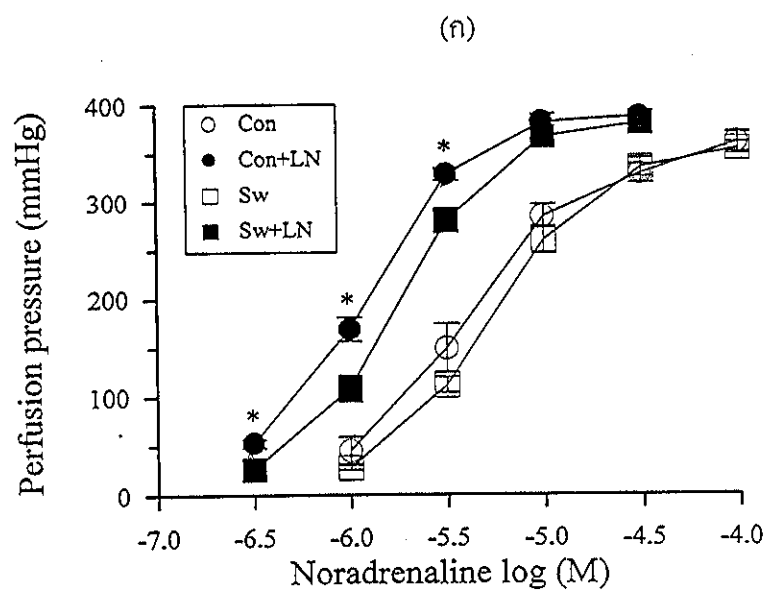 (ก)
Perfusion pressure (mmHg)
400
300
200
100
0
Con
Con+LN
Sw
Sw+LN
*
*
*
-7.0 -6.5 -6.0 -5.5 -5.0 -4.5 -4.0
Noradrenaline log (M)